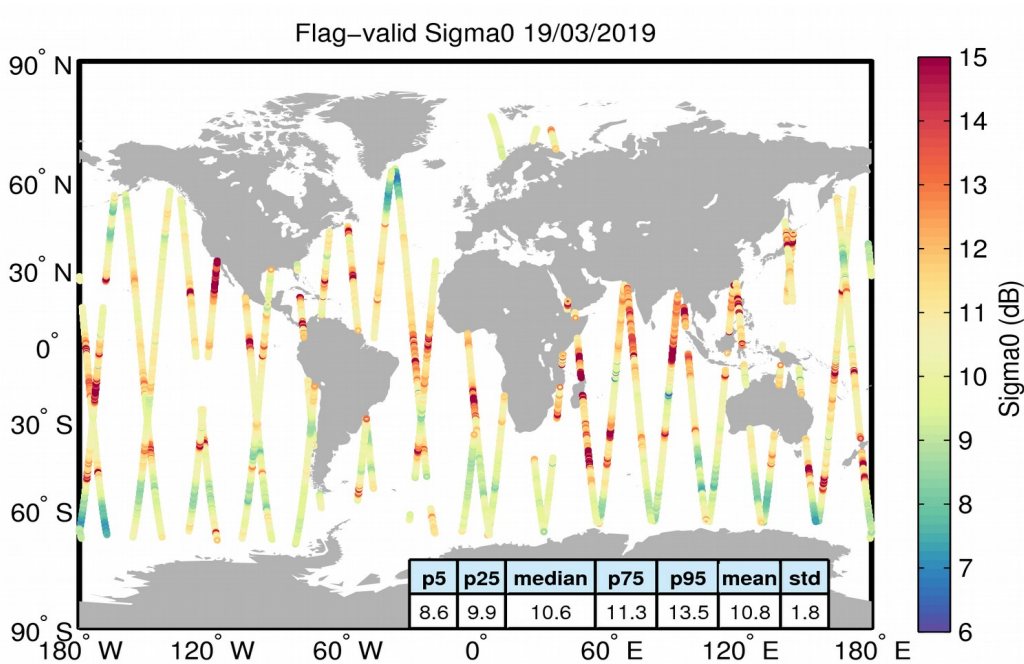 Flag−valid Sigma0 19/03/2019
90° N
60° N
30° N
0°
30° S
60° S
90° S
180° W
120° W
60° W
0°
60° E
120° E
180° E
p5 p25 median p75 p95 mean std
8.6 9.9 10.6 11.3 13.5 10.8 1.8
15
14
13
12
11
10
9
8
7
6
Sigma0 (dB)